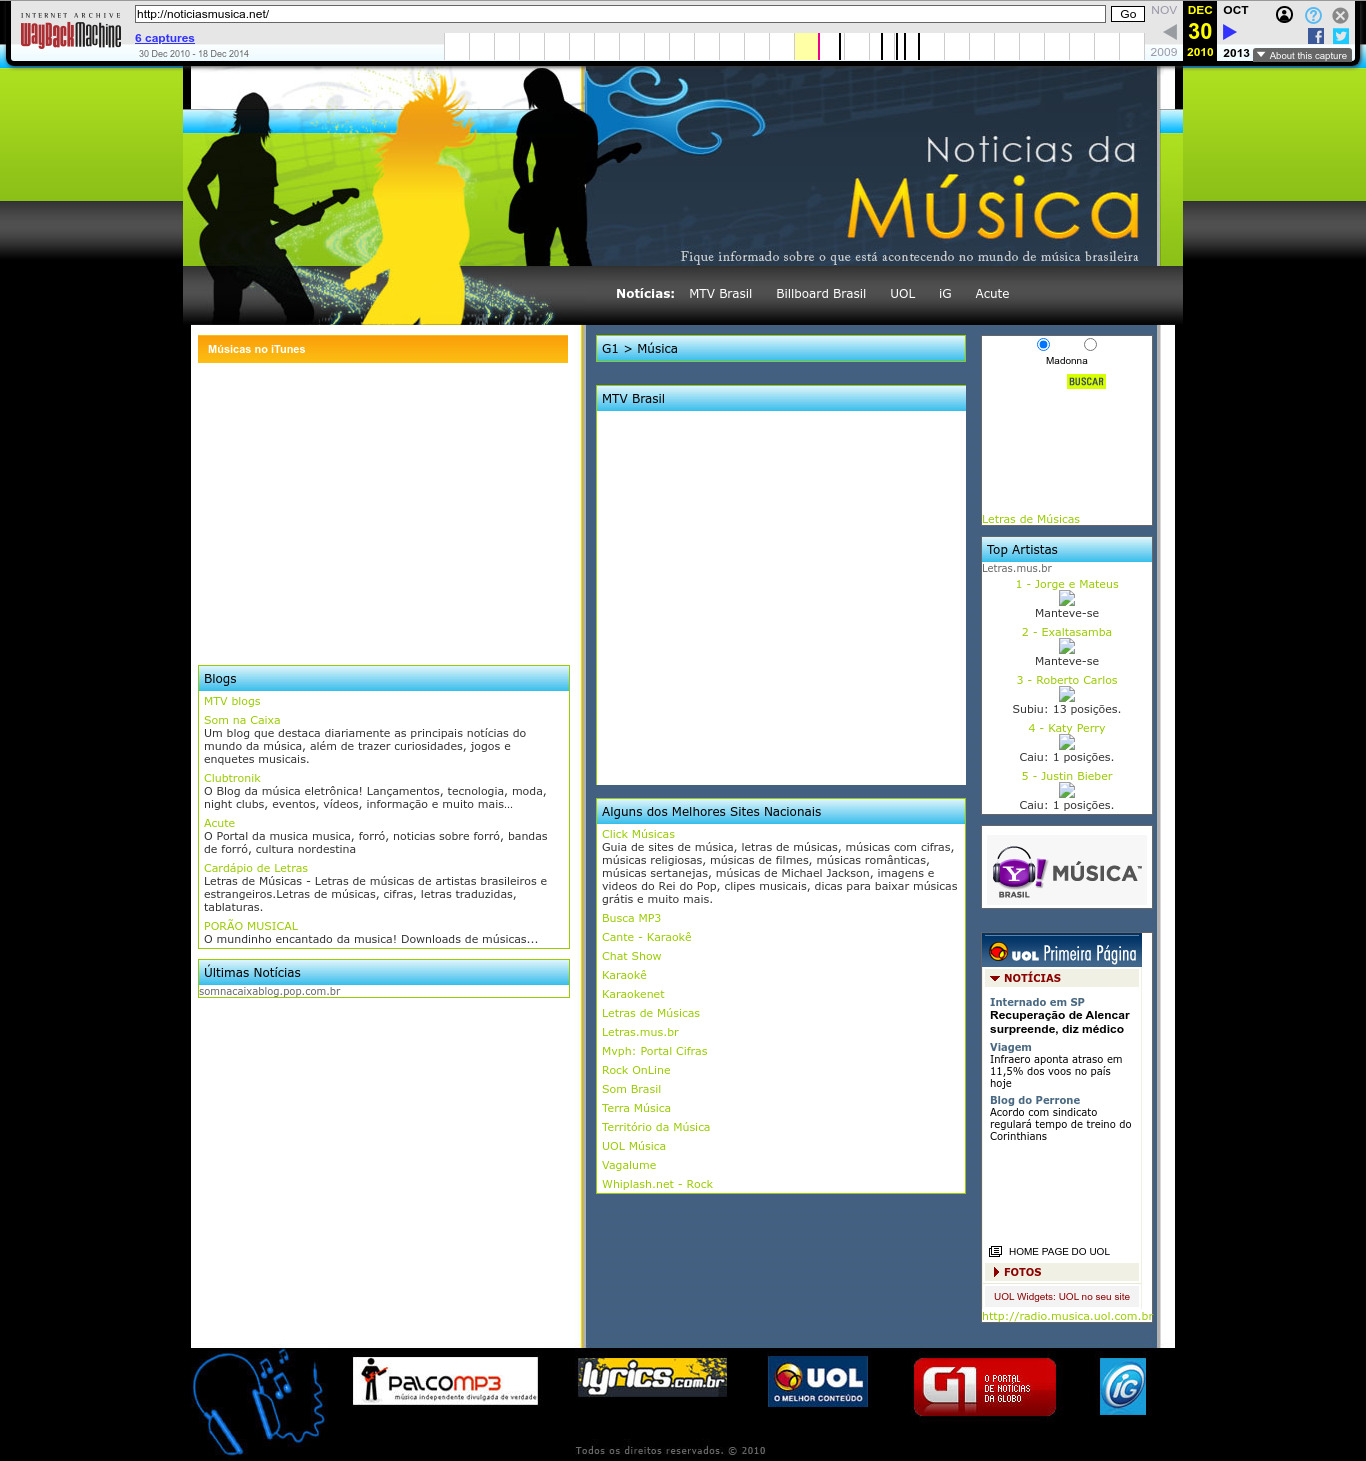 INTERNET ARCHIVE
WayBackMachine
http://noticiasmusica.net/
Go
6 captures
30 Dec 2010 - 18 Dec 2014
NOV DEC OCT
30
2009 2010 2013
About this capture
Noticias da
Música
Fique informado sobre o que está acontecendo no mundo de música brasileira
Notícias: MTV Brasil Billboard Brasil UOL iG Acute
Músicas no iTunes
Blogs
MTV blogs
Som na Caixa
Um blog que destaca diariamente as principais notícias do
mundo da música, além de trazer curiosidades, jogos e
enquetes musicais.
Clubtronik
O Blog da música eletrônica! Lançamentos, tecnologia, moda,
night clubs, eventos, vídeos, informação e muito mais...
Acute
O Portal da musica musica, forró, noticias sobre forró, bandas
de forró, cultura nordestina
Cardápio de Letras
Letras de Músicas - Letras de músicas de artistas brasileiros e
estrangeiros.Letras de músicas, cifras, letras traduzidas,
tablaturas.
PORÃO MUSICAL
O mundinho encantado da musica! Downloads de músicas...
Últimas Notícias
somnacaixablog.pop.com.br
G1 > Música
MTV Brasil
Alguns dos Melhores Sites Nacionais
Click Músicas
Guia de sites de música, letras de músicas, músicas com cifras,
músicas religiosas, músicas de filmes, músicas românticas,
músicas sertanejas, músicas de Michael Jackson, imagens e
videos do Rei do Pop, clipes musicais, dicas para baixar músicas
grátis e muito mais.
Busca MP3
Cante - Karaokê
Chat Show
Karaokê
Karaokenet
Letras de Músicas
Letras.mus.br
Mvph: Portal Cifras
Rock OnLine
Som Brasil
Terra Música
Território da Música
UOL Música
Vagalume
Whiplash.net - Rock
Madonna
BUSCAR
Letras de Músicas
Top Artistas
Letras.mus.br
1 - Jorge e Mateus
Manteve-se
2 - Exaltasamba
Manteve-se
3 - Roberto Carlos
Subiu: 13 posições.
4 - Katy Perry
Caiu: 1 posições.
5 - Justin Bieber
Caiu: 1 posições.
Y! MÚSICA
BRASIL
UOL Primeira Página
NOTÍCIAS
Internado em SP
Recuperação de Alencar
surpreende, diz médico
Viagem
Infraero aponta atraso em
11,5% dos voos no país
hoje
Blog do Perrone
Acordo com sindicato
regulará tempo de treino do
Corinthians
HOME PAGE DO UOL
FOTOS
UOL Widgets: UOL no seu site
http://radio.musica.uol.com.br
PALCOMP3
música independente divulgada de verdade
lyrics.com.br
UOL
O MELHOR CONTEÚDO
G1
O PORTAL
DE NOTÍCIAS
DA GLOBO
iG
Todos os direitos reservados. © 2010